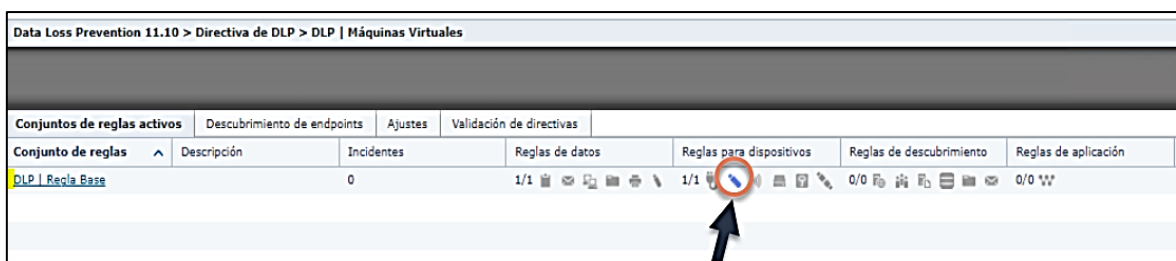 Data Loss Prevention 11.10 > Directiva de DLP > DLP | Máquinas Virtuales
Conjuntos de reglas activos Descubrimiento de endpoints Ajustes Validación de directivas
Conjunto de reglas Descripción Incidentes Reglas de datos Reglas para dispositivos Reglas de descubrimiento Reglas de aplicación
DLP | Regla Base 0 1/1 1/1 0/0 0/0